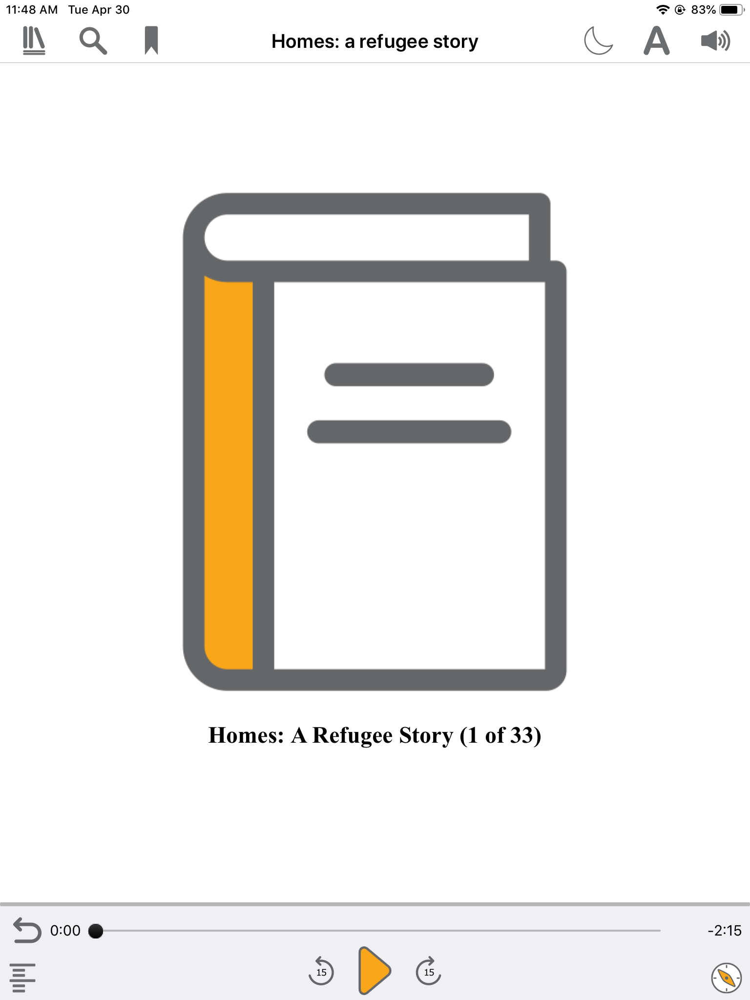 11:48 AM Tue Apr 30
83%
Homes: a refugee story
A
Homes: A Refugee Story (1 of 33)
0:00
-2:15
15
15